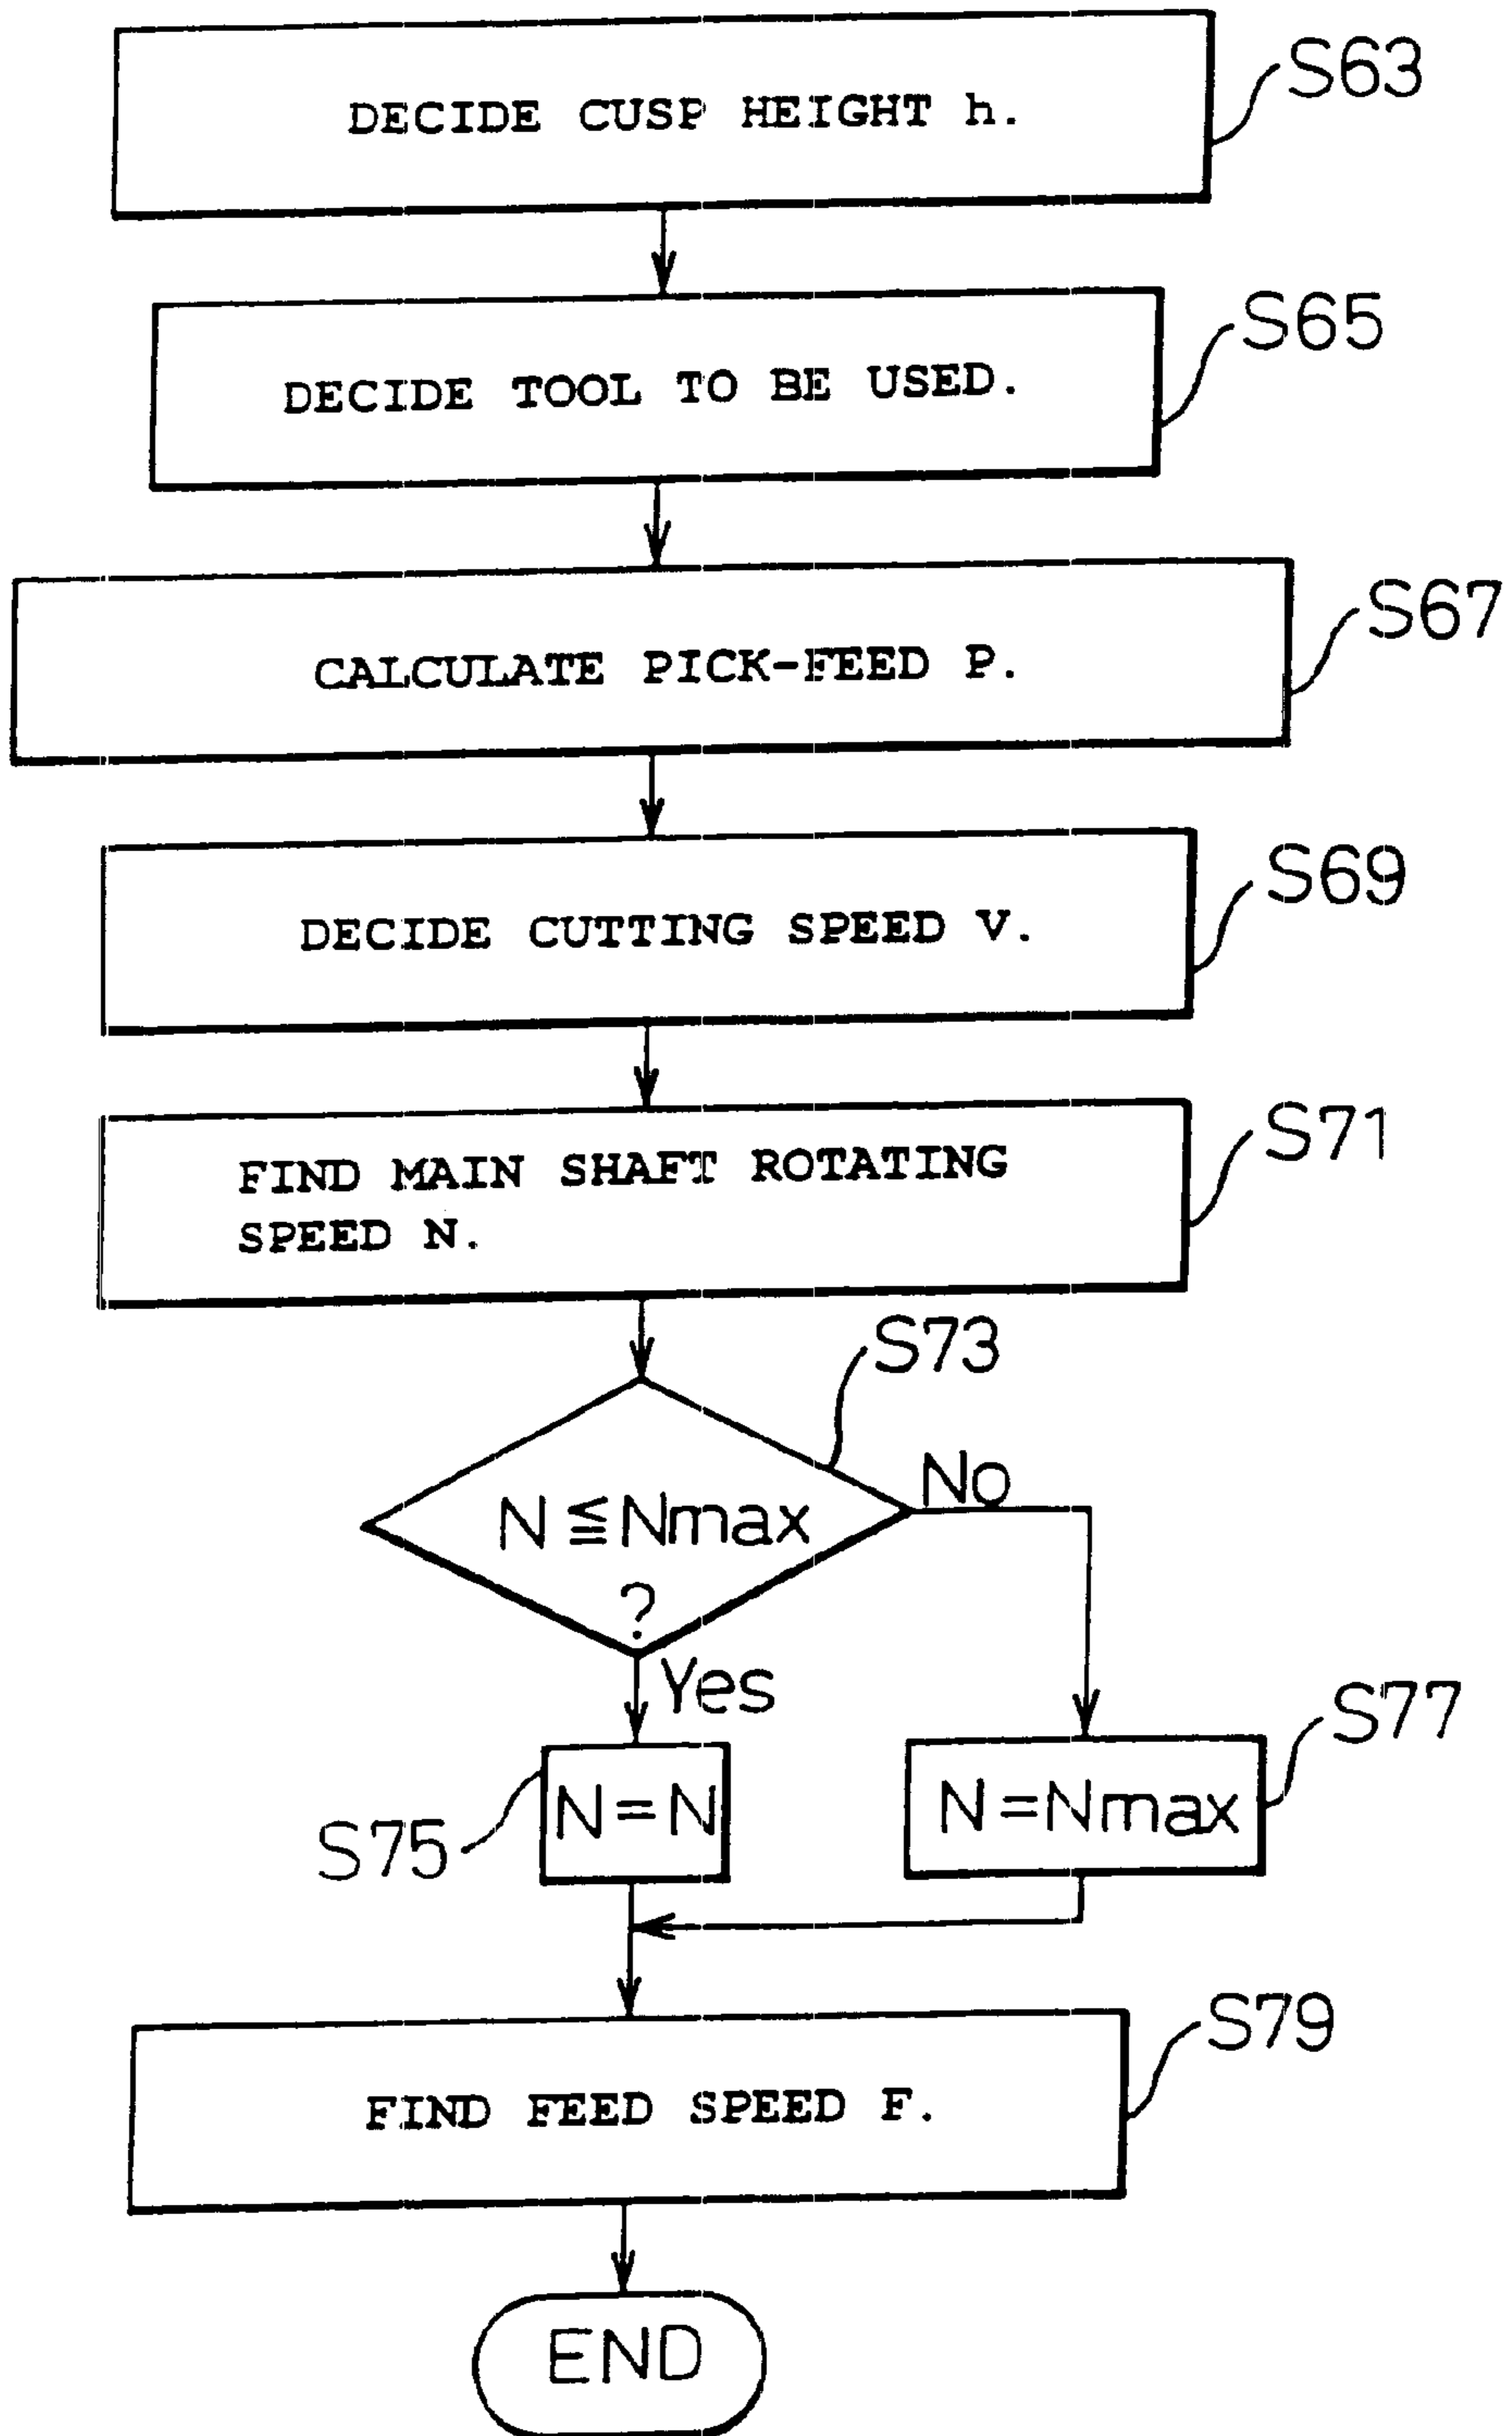 S63
DECIDE CUSP HEIGHT h.
S65
DECIDE TOOL TO BE USED.
S67
CALCULATE PICK-FEED P.
S69
DECIDE CUTTING SPEED V.
S71
FIND MAIN SHAFT ROTATING
SPEED N.
S73
No
N ≦ Nmax
?
Yes
S77
N=N
N=Nmax
S75
S79
FIND FEED SPEED F.
END